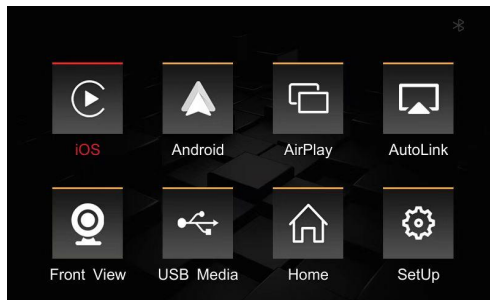 iOS
Android
AirPlay
AutoLink
Front View
USB Media
Home
SetUp